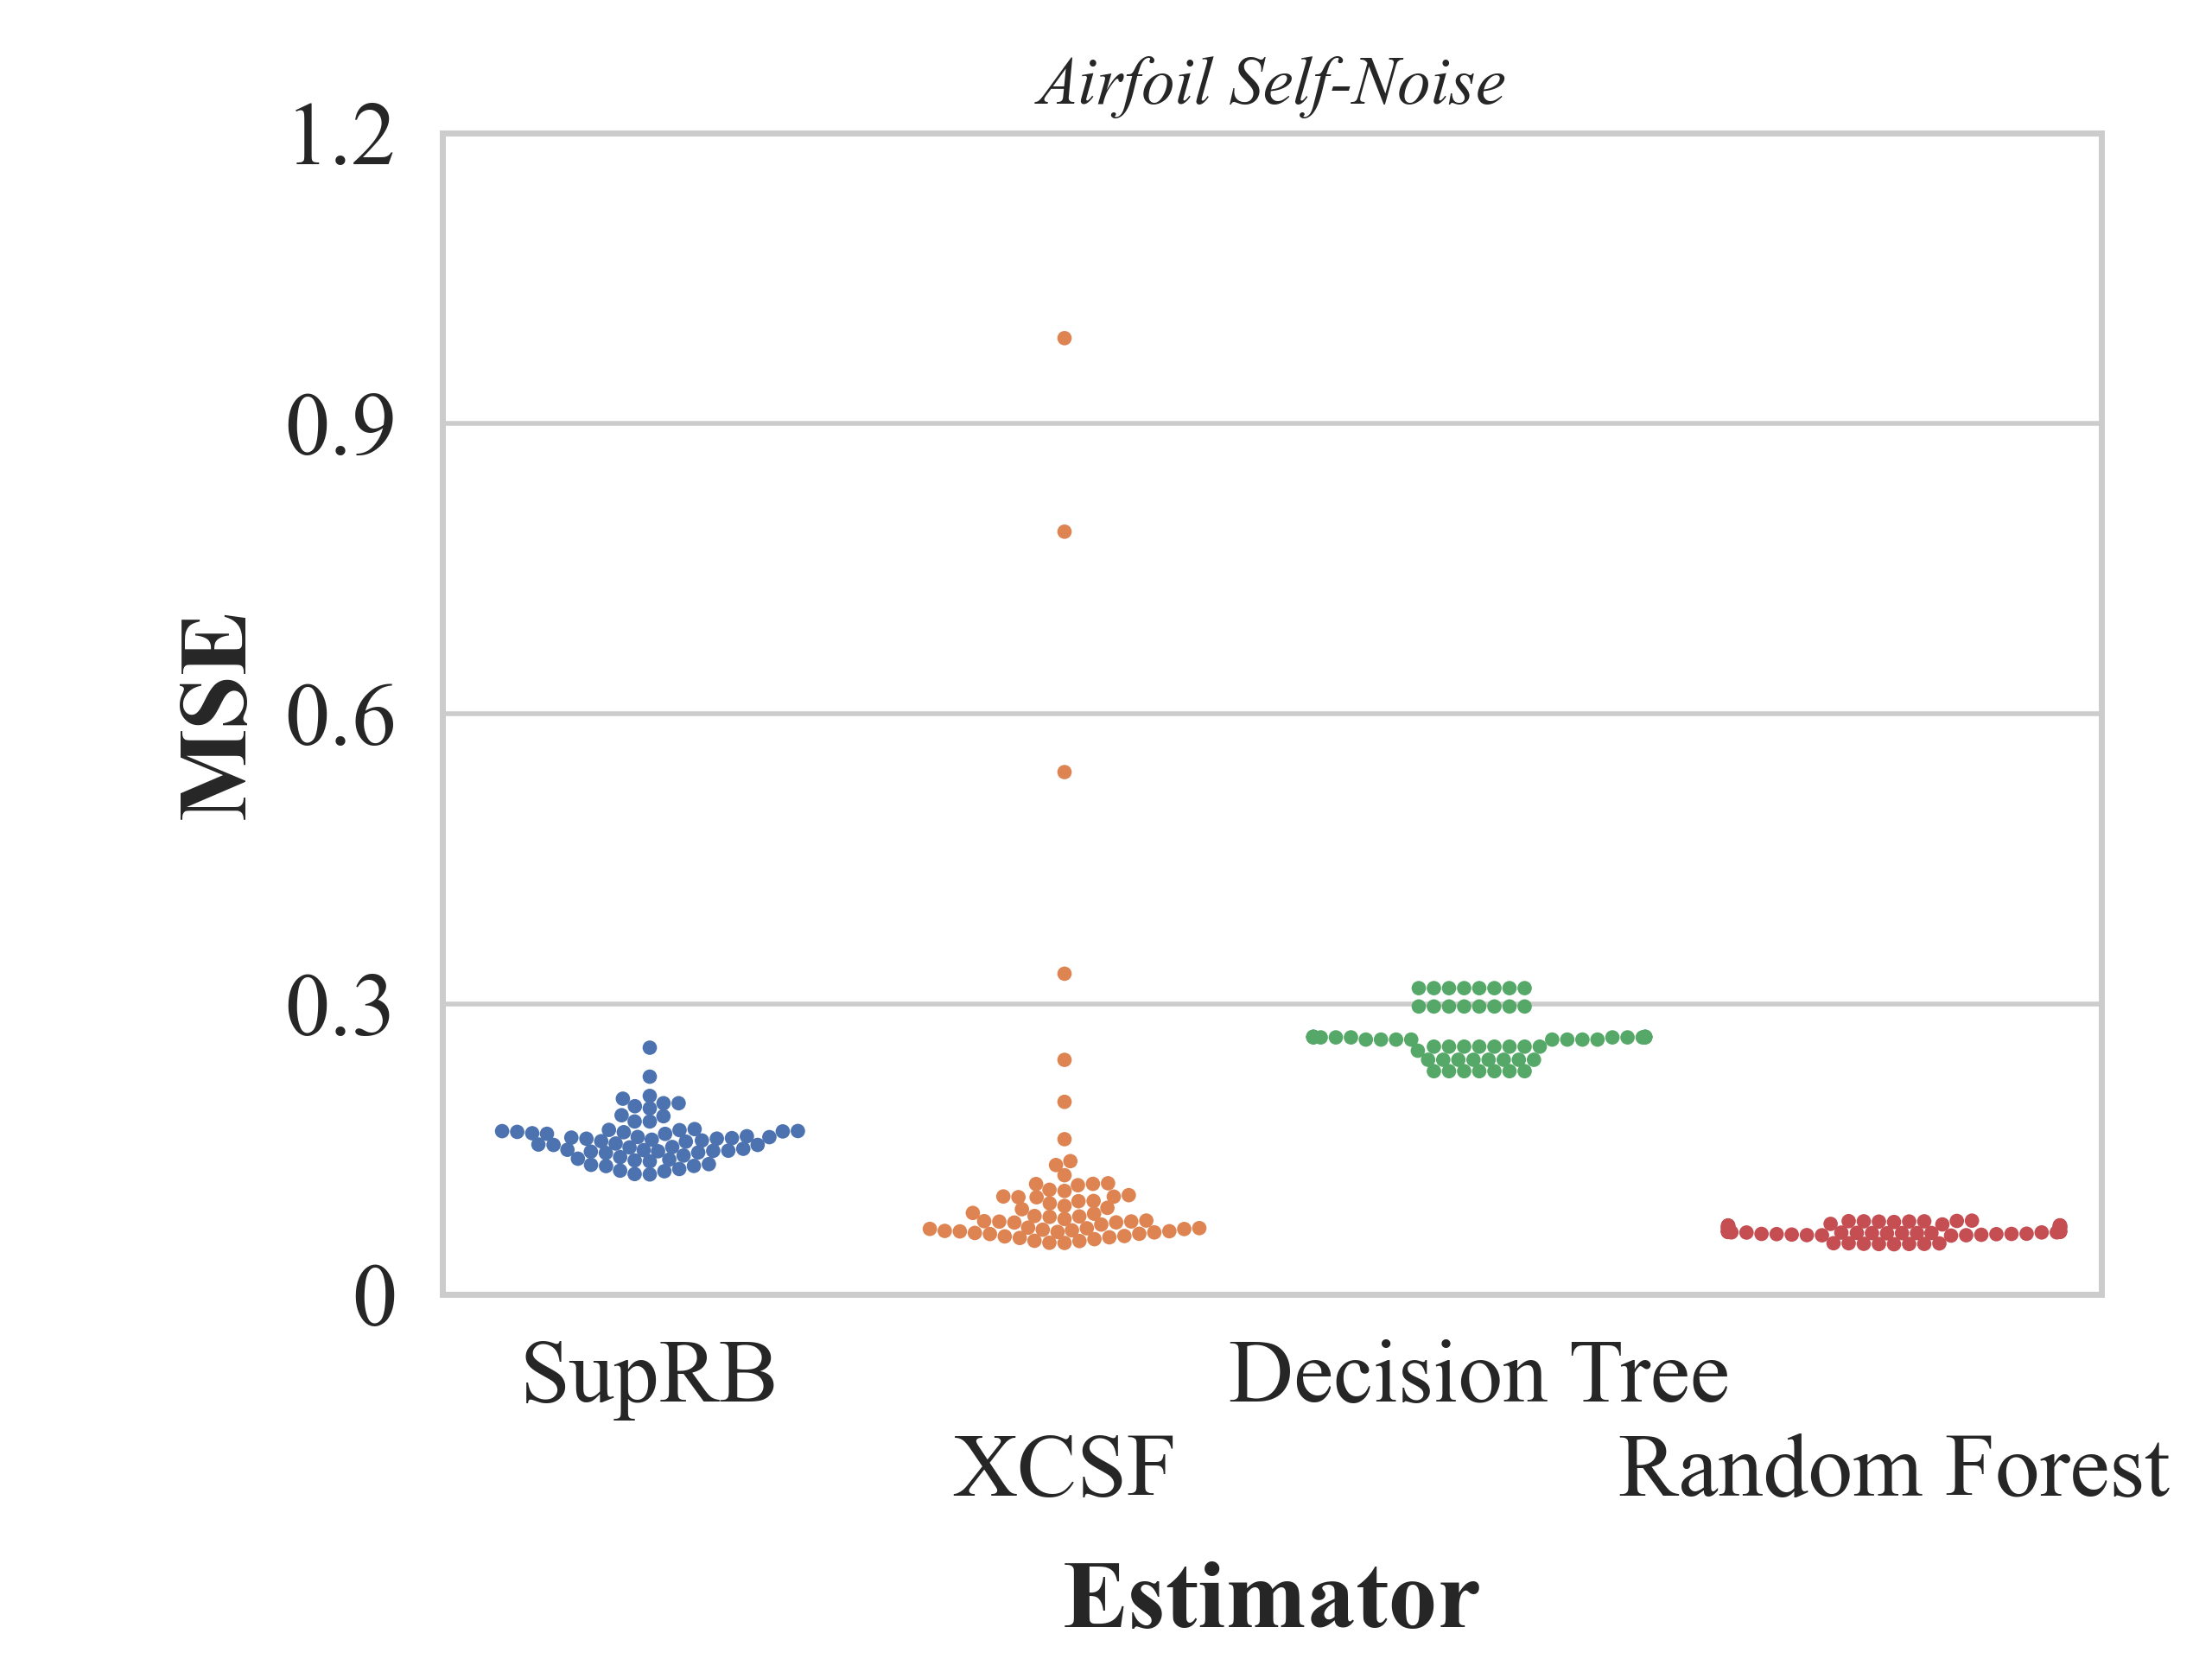 Airfoil Self-Noise
1.2
0.9
0.6
0.3
0
MSE
SupRB
Decision Tree
XCSF
Random Forest
Estimator